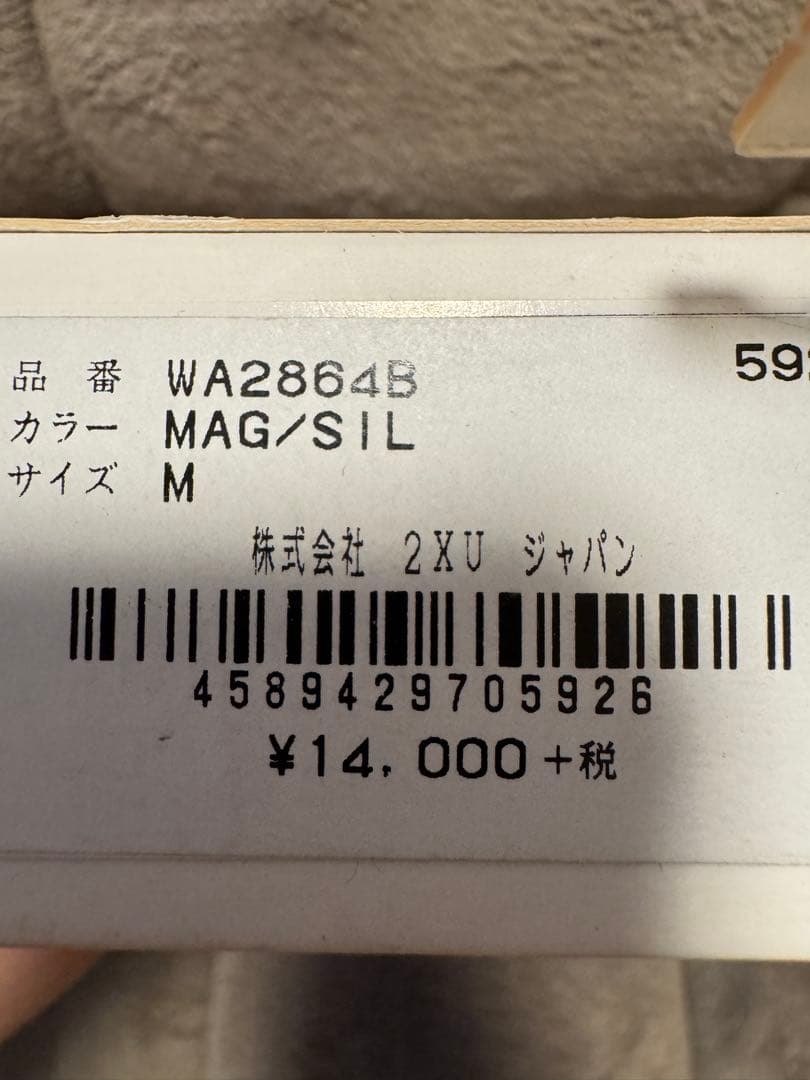 品 番 WA2864B 592
カラー MAG/SIL
サイズ M
株式会社 2XU ジャパン
4589429705926
¥14,000+税